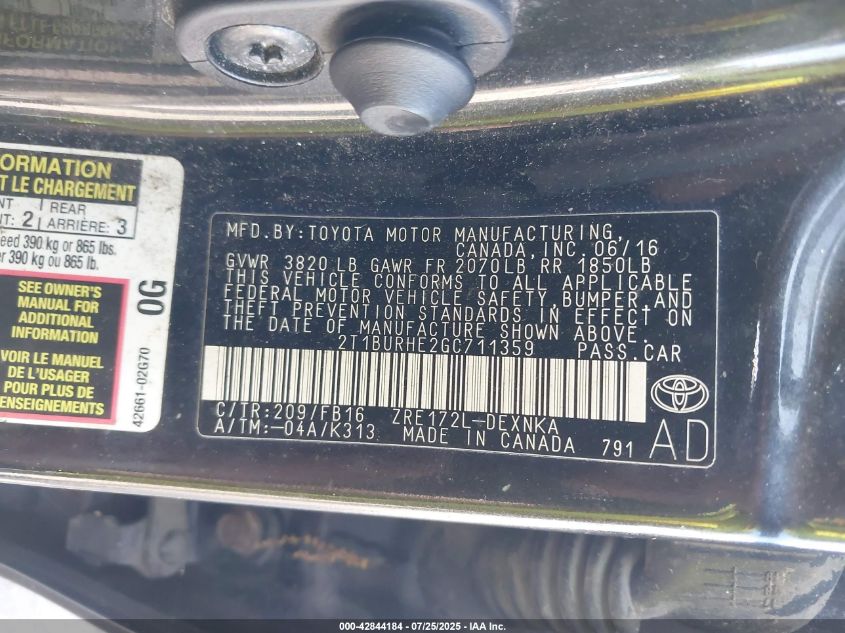 ORMATION
T LE CHARGEMENT
NT REAR
NT: 2 ARRIÈRE: 3
eed 390 kg or 865 lbs.
er 390 kg ou 865 lb.
SEE OWNER'S
MANUAL FOR
ADDITIONAL
INFORMATION
VOIR LE MANUEL
DE L'USAGER
POUR PLUS DE
RENSEIGNEMENTS
0G
42661-02G70
MFD.BY:TOYOTA MOTOR MANUFACTURING,
CANADA, INC. 06/16
GVWR 3820 LB GAWR FR 2070LB RR 1850LB
THIS VEHICLE CONFORMS TO ALL APPLICABLE
FEDERAL MOTOR VEHICLE SAFETY, BUMPER, AND
THEFT PREVENTION STANDARDS IN EFFECT ON
THE DATE OF MANUFACTURE SHOWN ABOVE.
2T1BURHE2GC711359 PASS.CAR
C/TR:209/FB16 ZRE172L-DEXNKA
A/TM:-04A/K313 MADE IN CANADA 791
AD
000-42844184 - 07/25/2025 - IAA Inc.